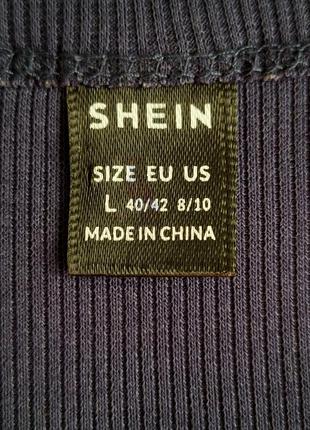 SHEIN
SIZE EU US
L 40/42 8/10
MADE IN CHINA